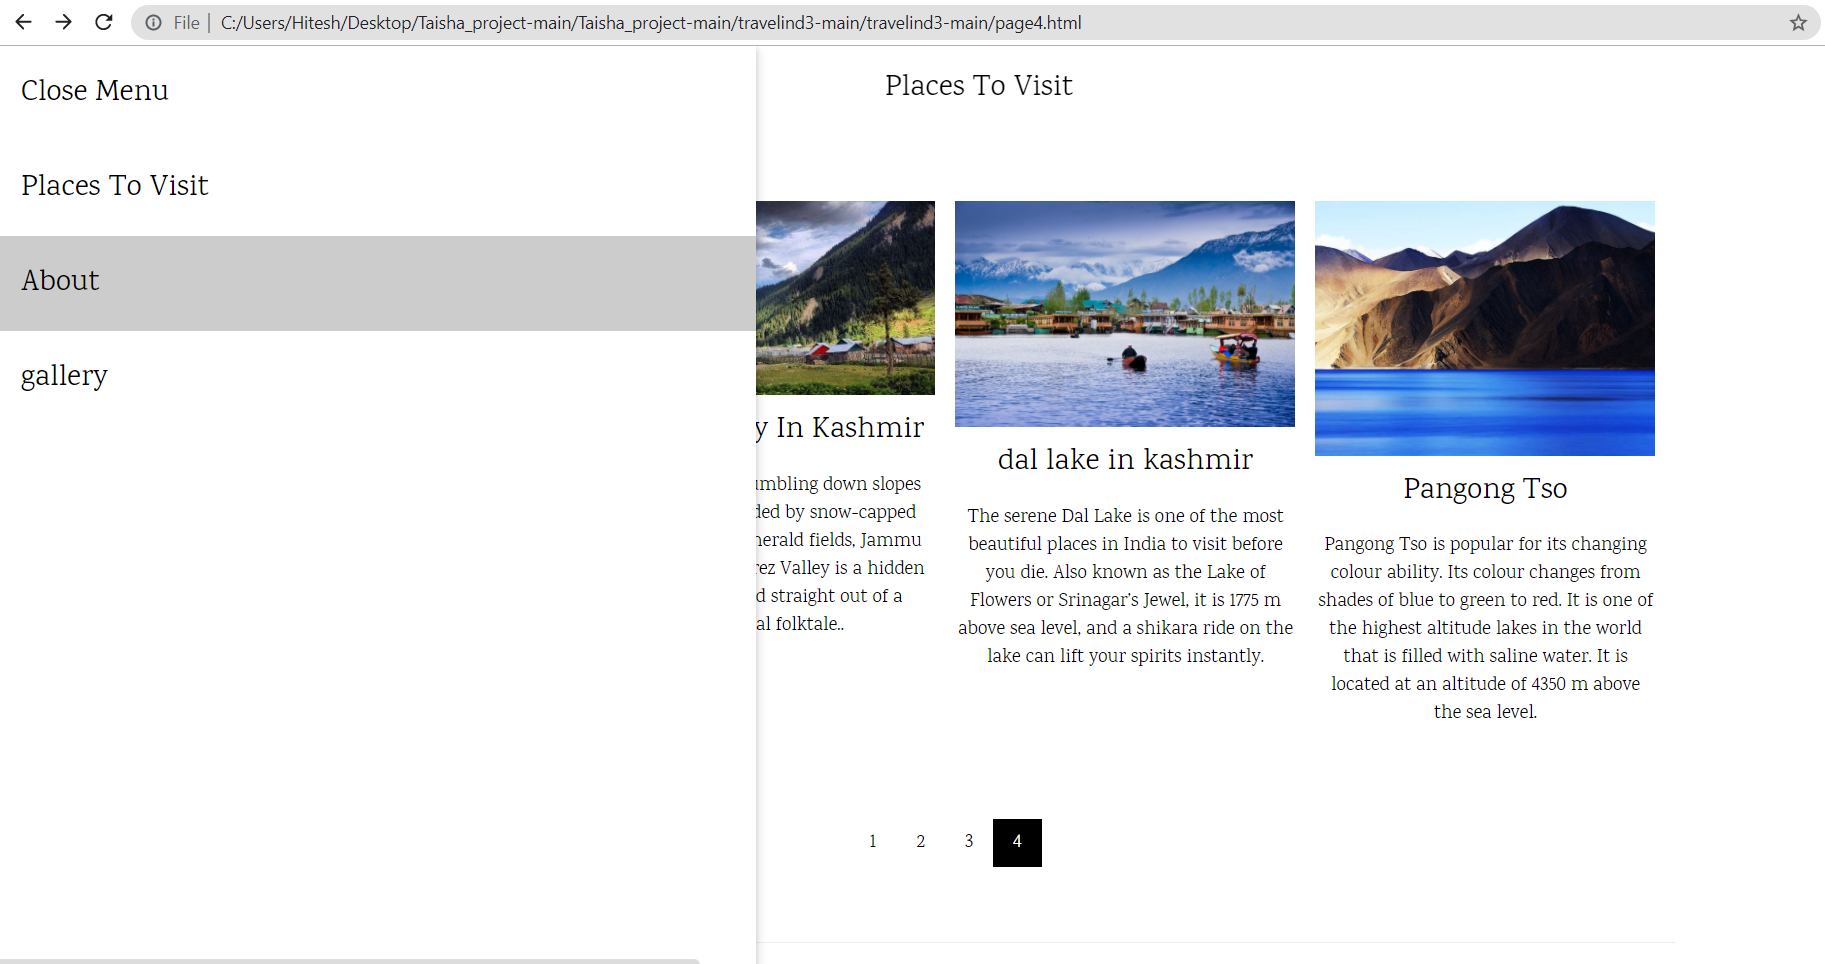 File | C:/Users/Hitesh/Desktop/Taisha_project-main/Taisha_project-main/travelind3-main/travelind3-main/page4.html
Close Menu
Places To Visit
About
gallery
Places To Visit
In Kashmir
down slopes
by snow-capped
fields, Jammu
Valley is a hidden
straight out of a
folktale..
dal lake in kashmir
The serene Dal Lake is one of the most
beautiful places in India to visit before
you die. Also known as the Lake of
Flowers or Srinagar’s Jewel, it is 1775 m
above sea level, and a shikara ride on the
lake can lift your spirits instantly.
Pangong Tso
Pangong Tso is popular for its changing
colour ability. Its colour changes from
shades of blue to green to red. It is one of
the highest altitude lakes in the world
that is filled with saline water. It is
located at an altitude of 4350 m above
the sea level.
1 2 3 4